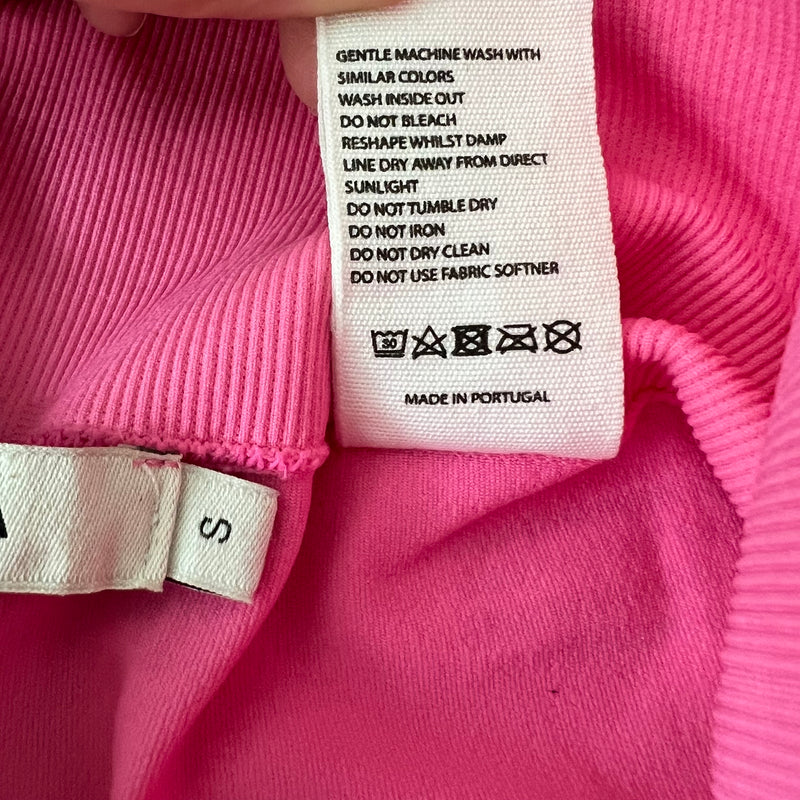 GENTLE MACHINE WASH WITH
SIMILAR COLORS
WASH INSIDE OUT
DO NOT BLEACH
RESHAPE WHILST DAMP
LINE DRY AWAY FROM DIRECT
SUNLIGHT
DO NOT TUMBLE DRY
DO NOT IRON
DO NOT DRY CLEAN
DO NOT USE FABRIC SOFTNER
30
MADE IN PORTUGAL
S